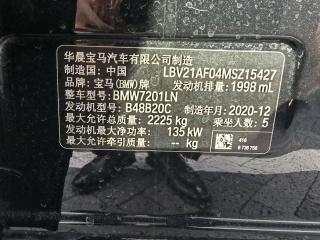 华晨宝马汽车有限公司制造
制造国：中国 LBV21AF04MSZ15427
品牌：宝马(BMW)牌 发动机排量：1998 mL
整车型号：BMW7201LN
发动机型号：B48B20C 制造年月：2020-12
最大允许总质量：2225 kg 乘坐人数：5
发动机最大净功率：135 kW
最大允许牵引质量：-- kg
416